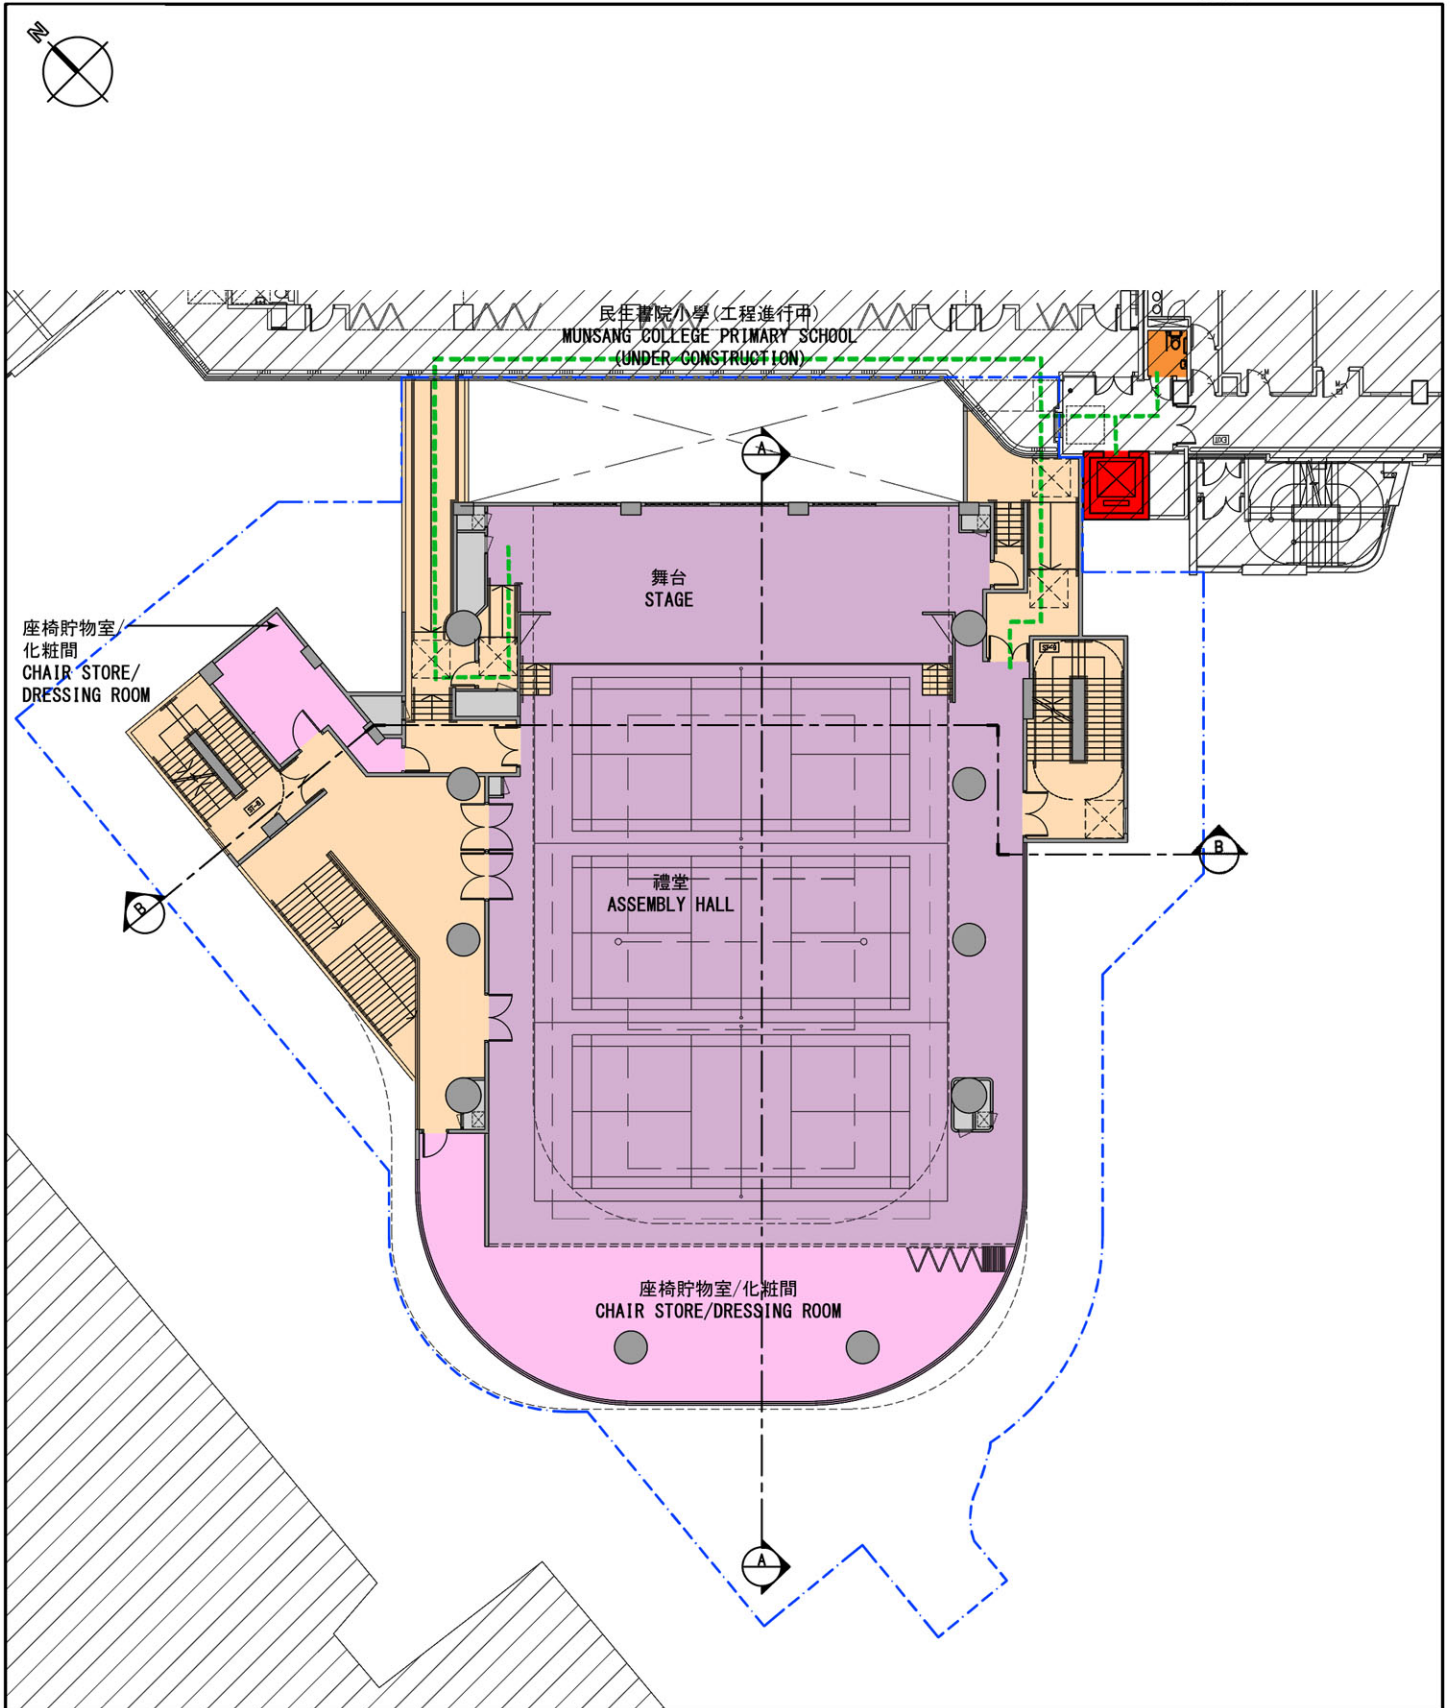 N
民生書院小學(工程進行中)
MUNSANG COLLEGE PRIMARY SCHOOL
(UNDER CONSTRUCTION)
A
舞台
STAGE
座椅貯物室/
化粧間
CHAIR STORE/
DRESSING ROOM
B
禮堂
ASSEMBLY HALL
B
座椅貯物室/化粧間
CHAIR STORE/DRESSING ROOM
A